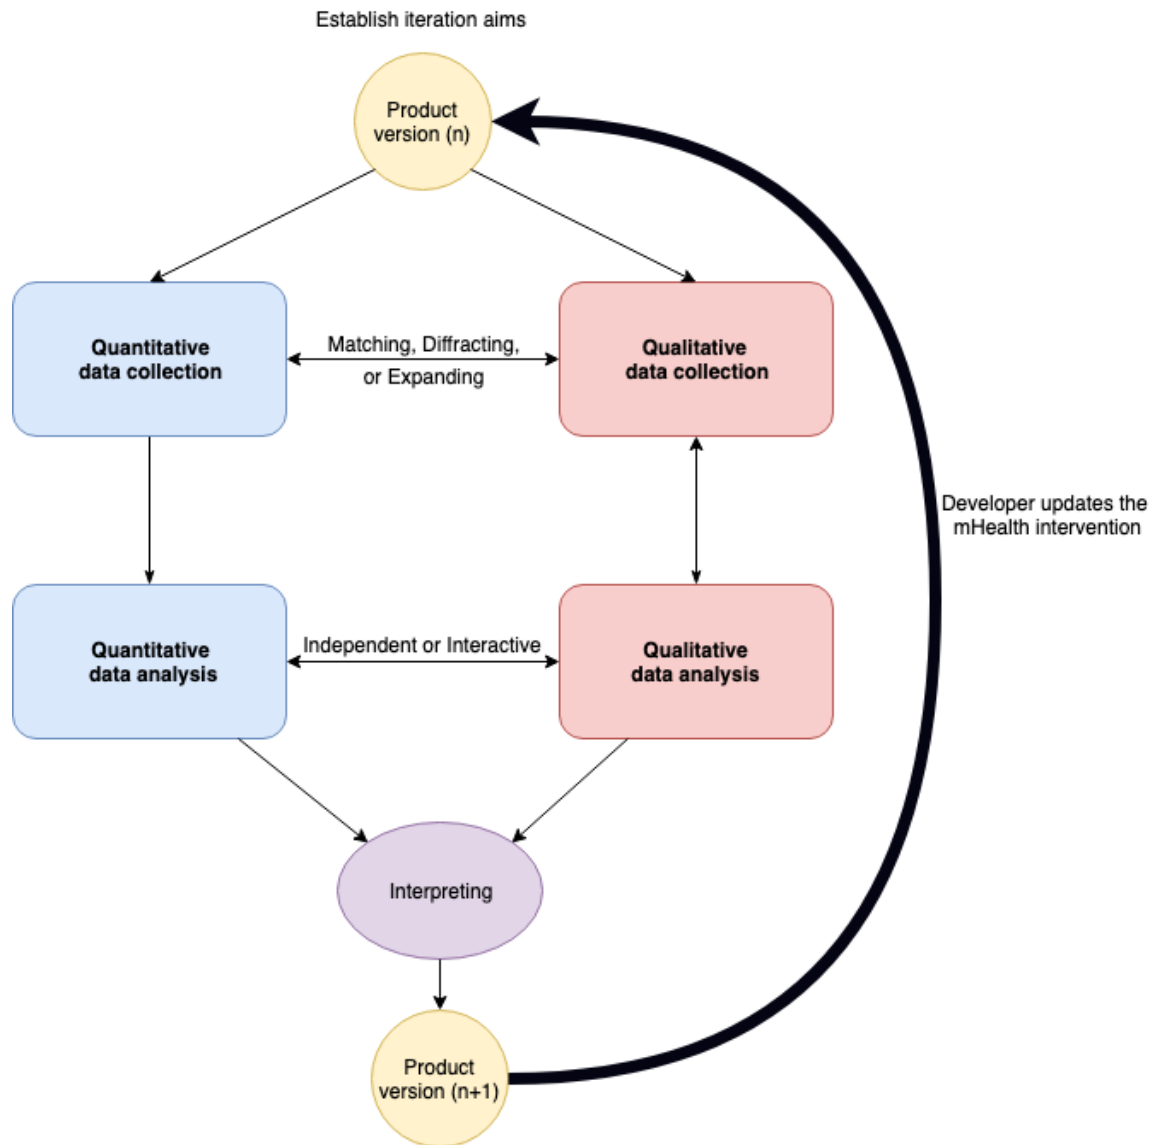 Establish iteration aims
Product
version (n)
Quantitative
data collection
Matching, Diffracting,
or Expanding
Qualitative
data collection
Developer updates the
mHealth intervention
Quantitative
data analysis
Independent or Interactive
Qualitative
data analysis
Interpreting
Product
version (n+1)